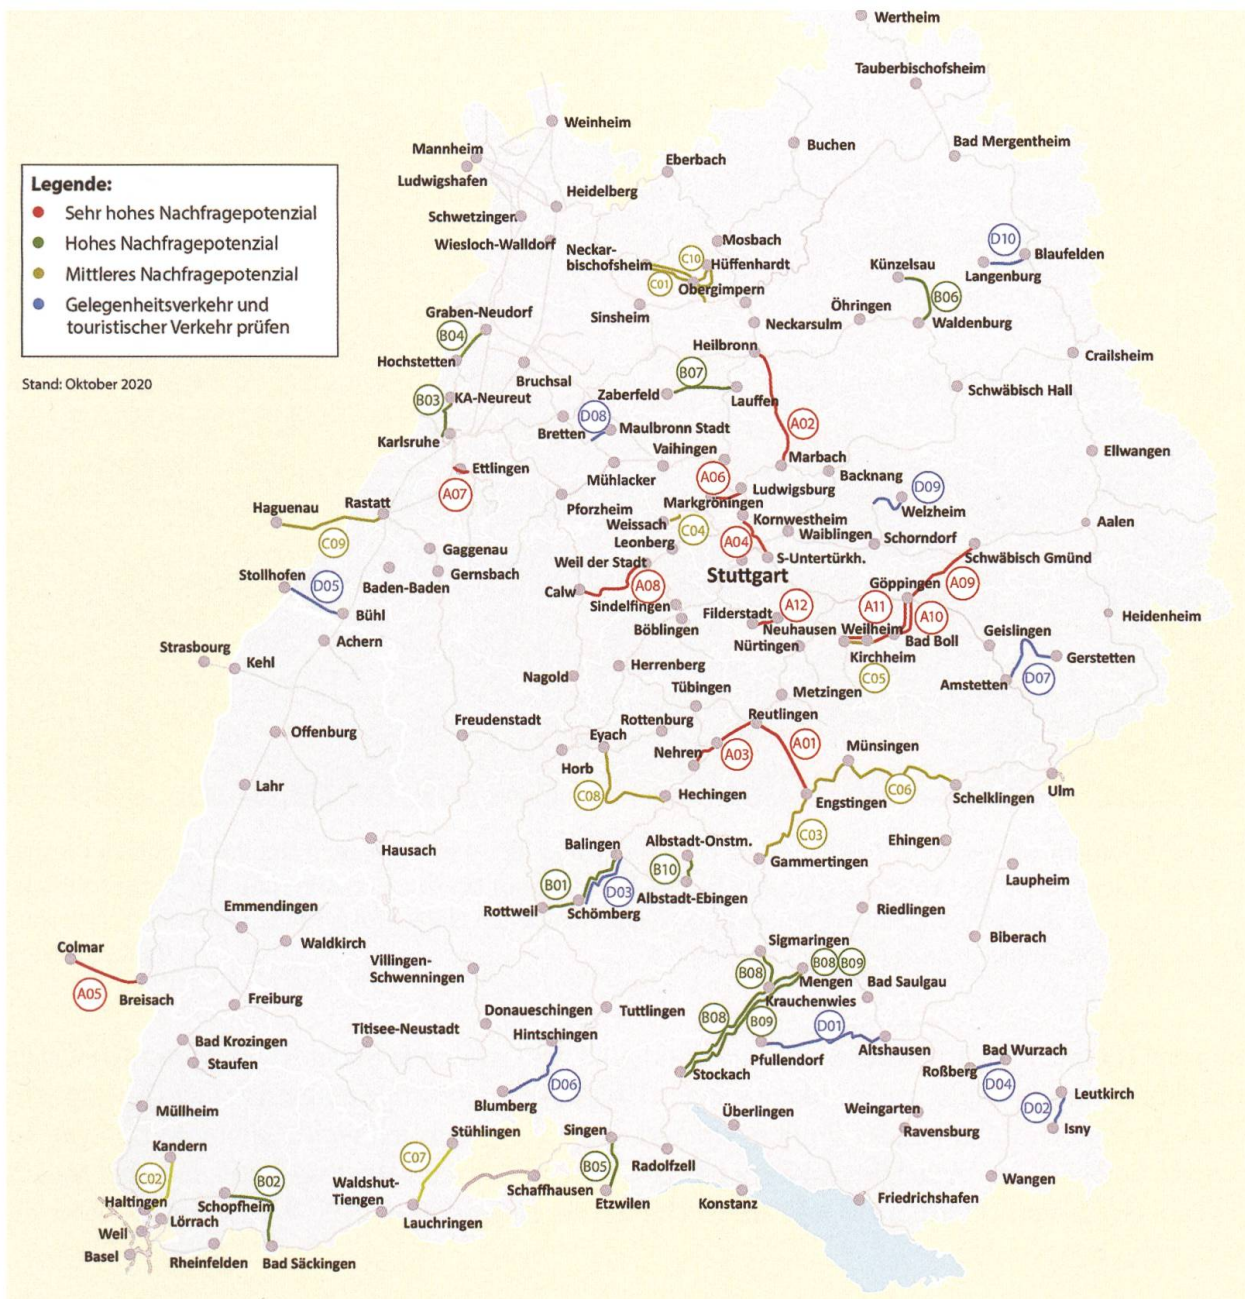 Wertheim
Tauberbischofsheim
Weinheim
Buchen
Bad Mergentheim
Mannheim
Ludwigshafen
Eberbach
Legende:
Sehr hohes Nachfragepotenzial
Hohes Nachfragepotenzial
Mittleres Nachfragepotenzial
Gelegenheitsverkehr und
touristischer Verkehr prüfen
Stand: Oktober 2020
Heidelberg
Schwetzingen
Wiesloch-Walldorf
Neckar-
bischofsheim
Mosbach
C10
Hüffenhardt
C01
Obergimpern
D10
Blaufelden
Langenburg
Künzelsau
B06
Waldenburg
Öhringen
Sinsheim
Neckarsulm
Graben-Neudorf
B04
Hochstetten
Heilbronn
Crailsheim
Bruchsal
B07
Zaberfeld
Lauffen
Schwäbisch Hall
B03
KA-Neureut
Karlsruhe
D08
Bretten
Maulbronn Stadt
A02
Vaihingen
Marbach
Ellwangen
Ettlingen
A07
Mühlacker
A06
Ludwigsburg
Backnang
D09
Welzheim
Haguenau
Rastatt
C09
Pforzheim
Markgröningen
Weissach
C04
Kornwestheim
Waiblingen
Schorndorf
Aalen
Leonberg
A04
S-Untertürkh.
Stuttgart
Schwäbisch Gmünd
A09
Gaggenau
Gernsbach
Baden-Baden
Stollhofen
D05
Bühl
Weil der Stadt
Calw
A08
Sindelfingen
Böblingen
Göppingen
A12
A11
A10
Filderstadt
Neuhausen
Weilheim
Bad Boll
Nürtingen
Kirchheim
C05
Heidenheim
Geislingen
Gerstetten
Amstetten
D07
Achern
Strasbourg
Kehl
Herrenberg
Nagold
Tübingen
Metzingen
Offenburg
Freudenstadt
Rottenburg
Reutlingen
Eyach
Nehren
A03
A01
Münsingen
Horb
C08
Hechingen
Engstingen
C06
Schelklingen
Ulm
Lahr
Hausach
C03
Gammertingen
Ehingen
Balingen
Albstadt-Onstm.
B10
Albstadt-Ebingen
B01
D03
Rottweil
Schömberg
Laupheim
Riedlingen
Biberach
Emmendingen
Waldkirch
Colmar
A05
Breisach
Freiburg
Villingen-
Schwenningen
Sigmaringen
B08
B08
B09
Mengen
Bad Saulgau
Krauchenwies
B08
B09
D01
Pfullendorf
Altshausen
Stockach
Donaueschingen
Tuttlingen
Hintschingen
Titisee-Neustadt
Bad Krozingen
Staufen
D06
Blumberg
Bad Wurzach
Roßberg
D04
D02
Leutkirch
Isny
Müllheim
Überlingen
Weingarten
Ravensburg
Kandern
C02
Haltingen
Schopfheim
B02
Stühlingen
C07
Waldshut-
Tiengen
Lauchringen
Singen
B05
Etzwilen
Schaffhausen
Radolfzell
Konstanz
Friedrichshafen
Wangen
Lörrach
Weil
Basel
Rheinfelden
Bad Säckingen